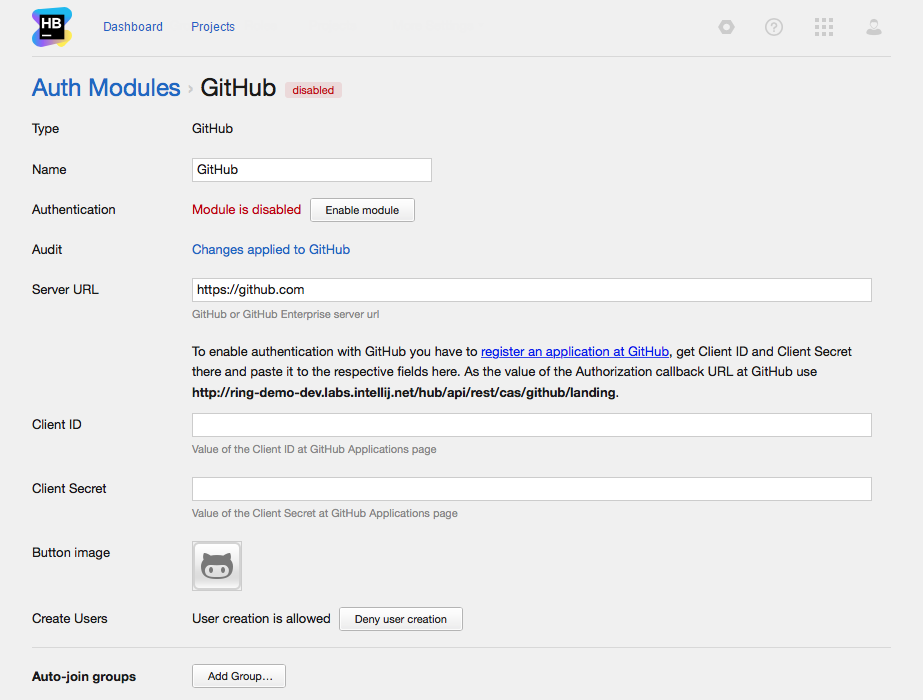 HB
Dashboard
Projects
?
Auth Modules › GitHub disabled
Type GitHub
Name GitHub
Authentication Module is disabled Enable module
Audit Changes applied to GitHub
Server URL https://github.com
GitHub or GitHub Enterprise server url
To enable authentication with GitHub you have to register an application at GitHub, get Client ID and Client Secret
there and paste it to the respective fields here. As the value of the Authorization callback URL at GitHub use
http://ring-demo-dev.labs.intellij.net/hub/api/rest/cas/github/landing.
Client ID
Value of the Client ID at GitHub Applications page
Client Secret
Value of the Client Secret at GitHub Applications page
Button image
Create Users User creation is allowed Deny user creation
Auto-join groups Add Group...